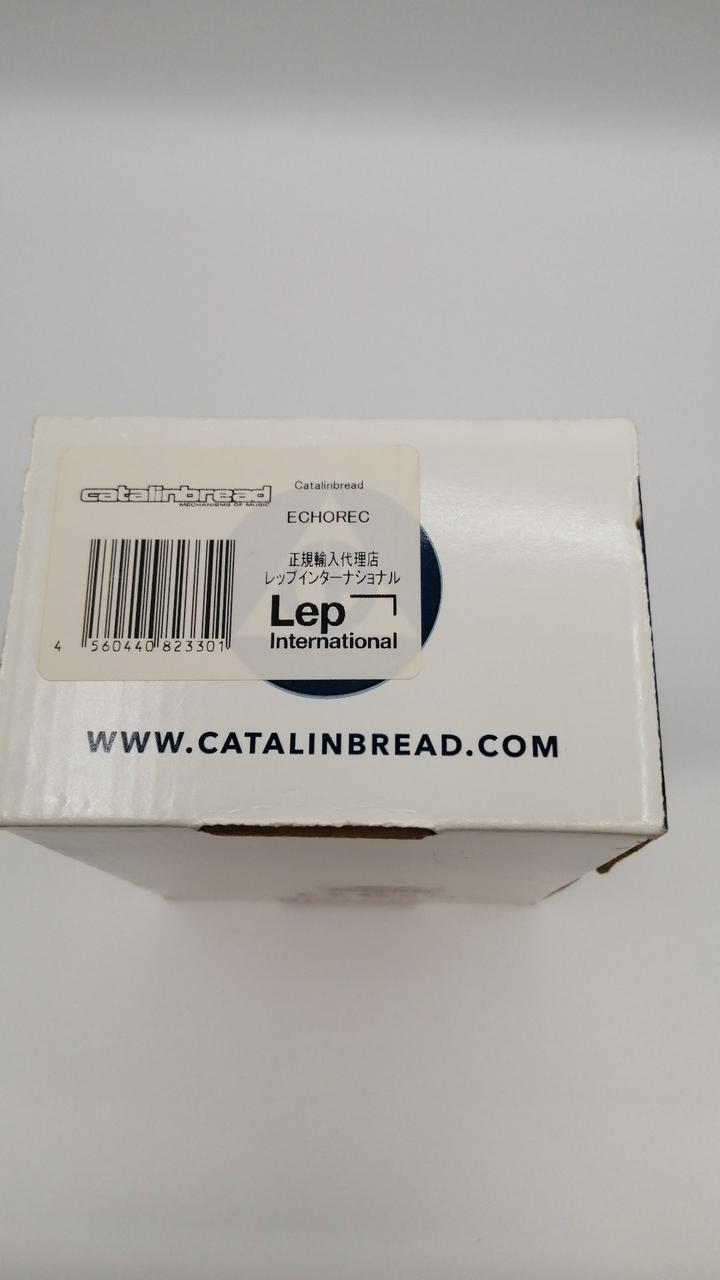 catalinbread
MECHANISMS OF MUSIC
Catalinbread
ECHOREC
正規輸入代理店
レップインターナショナル
Lep
International
4 560440 823301
WWW.CATALINBREAD.COM